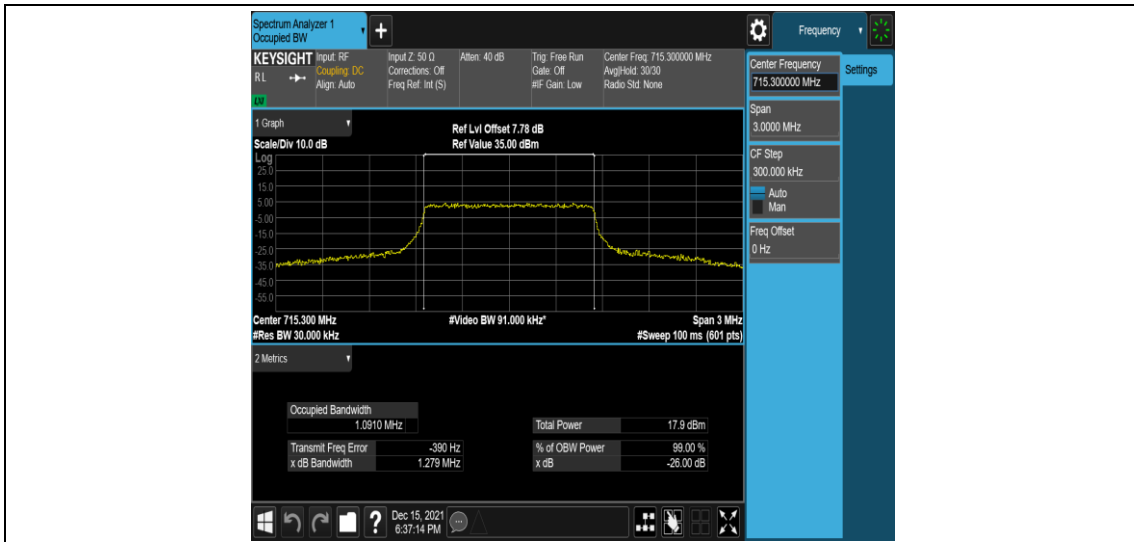 Spectrum Analyzer 1
Occupied BW
+
Frequency
KEYSIGHT
RL
LXI
Input: RF
Coupling: DC
Align: Auto
Input Z: 50 Ω
Corrections: Off
Freq Ref: Int (S)
Atten: 40 dB
Trig: Free Run
Gate: Off
#IF Gain: Low
Center Freq: 715.300000 MHz
Avg|Hold: 30/30
Radio Std: None
Center Frequency
715.300000 MHz
Settings
Span
3.0000 MHz
CF Step
300.000 kHz
Auto
Man
Freq Offset
0 Hz
1 Graph
Scale/Div 10.0 dB
Ref Lvl Offset 7.78 dB
Ref Value 35.00 dBm
Log
25.0
15.0
5.00
-5.00
-15.0
-25.0
-35.0
-45.0
-55.0
Center 715.300 MHz
#Res BW 30.000 kHz
#Video BW 91.000 kHz*
Span 3 MHz
#Sweep 100 ms (601 pts)
2 Metrics
Occupied Bandwidth
1.0910 MHz
Transmit Freq Error -390 Hz
x dB Bandwidth 1.279 MHz
Total Power 17.9 dBm
% of OBW Power 99.00 %
x dB -26.00 dB
?
Dec 15, 2021
6:37:14 PM